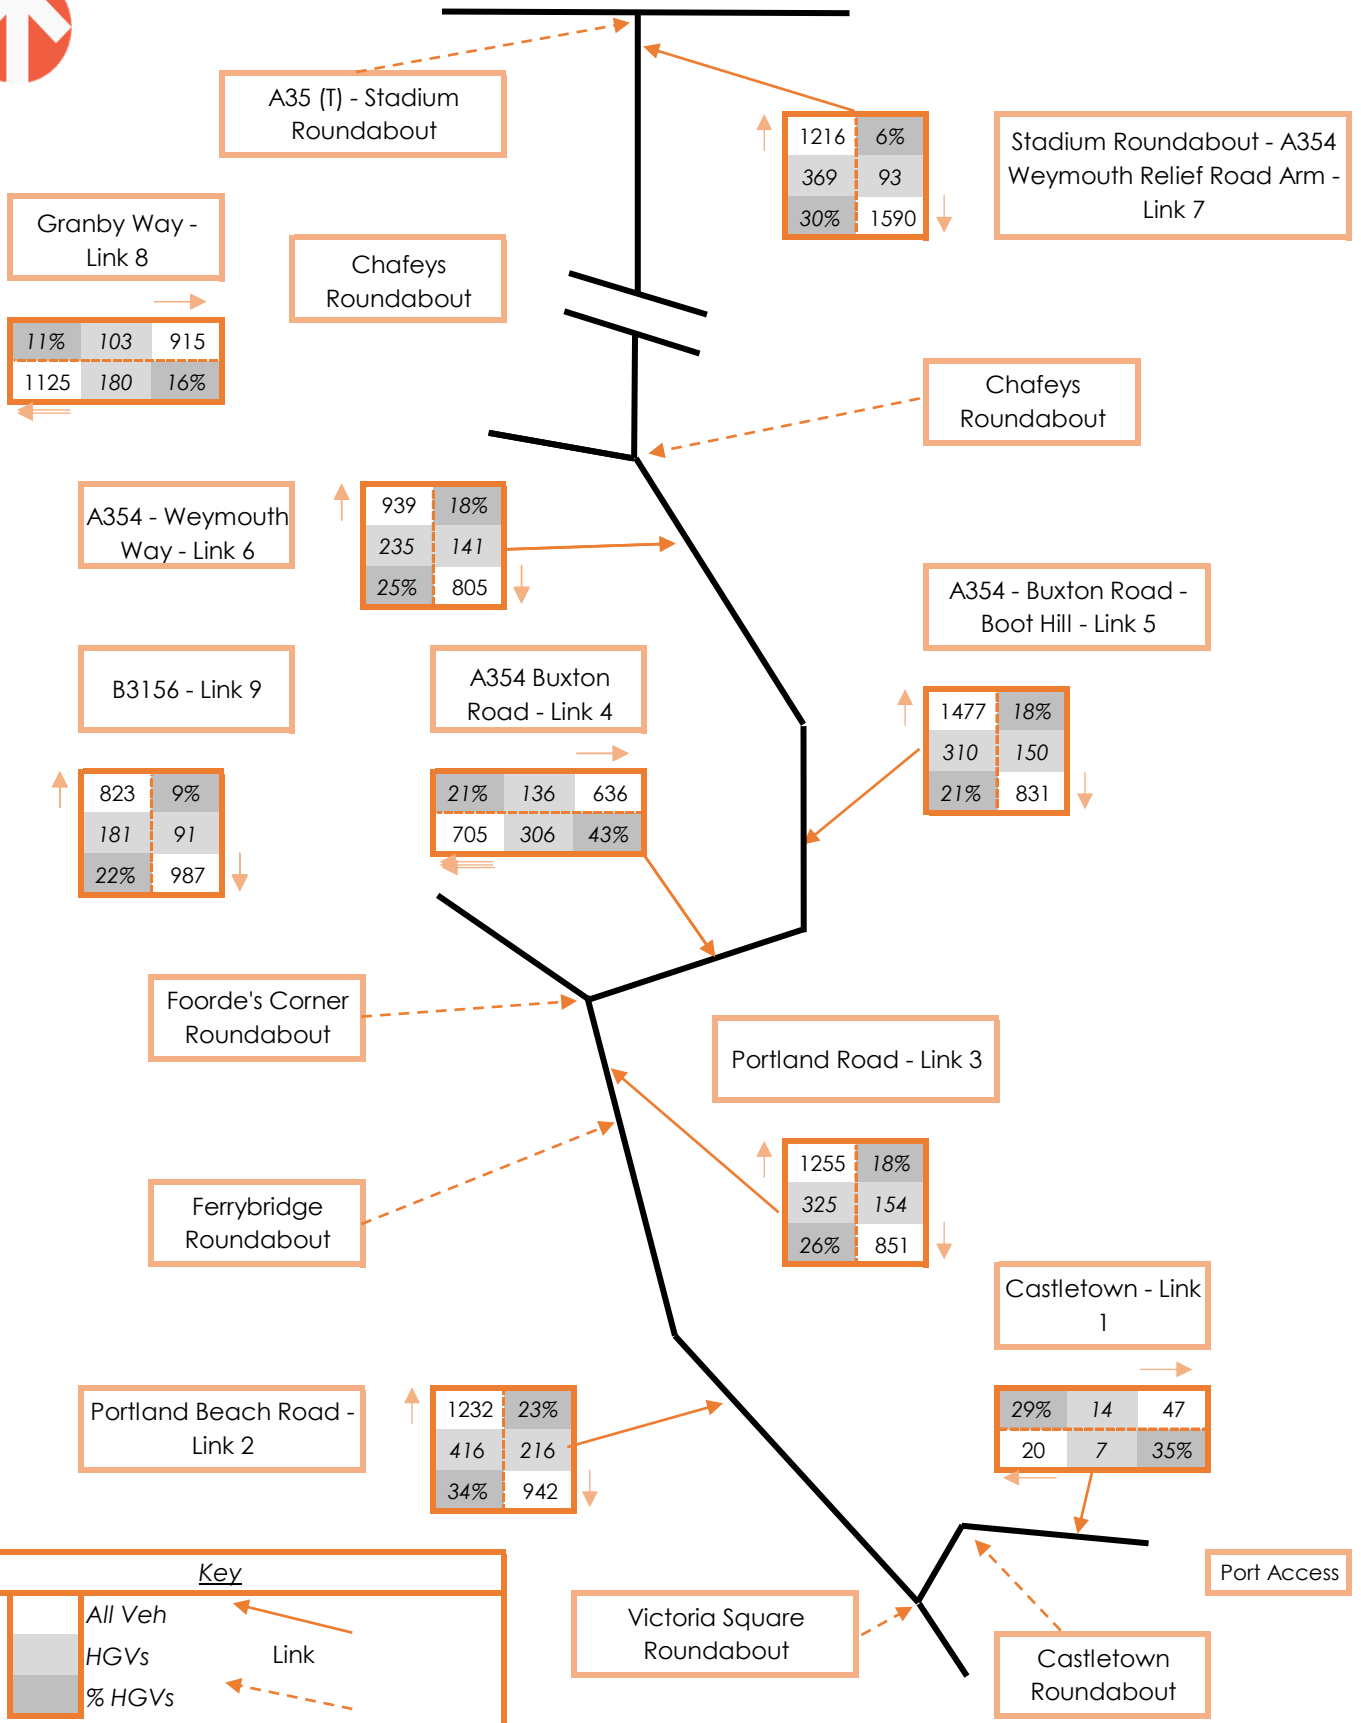 A35 (T) - Stadium
Roundabout
1216 6%
369 93
30% 1590
Stadium Roundabout - A354
Weymouth Relief Road Arm -
Link 7
Granby Way -
Link 8
Chafeys
Roundabout
11% 103 915
1125 180 16%
Chafeys
Roundabout
A354 - Weymouth
Way - Link 6
939 18%
235 141
25% 805
A354 - Buxton Road -
Boot Hill - Link 5
B3156 - Link 9
A354 Buxton
Road - Link 4
1477 18%
310 150
21% 831
823 9%
181 91
22% 987
21% 136 636
705 306 43%
Foorde's Corner
Roundabout
Portland Road - Link 3
Ferrybridge
Roundabout
1255 18%
325 154
26% 851
Castletown - Link
1
Portland Beach Road -
Link 2
1232 23%
416 216
34% 942
29% 14 47
20 7 35%
Key
All Veh
HGVs
% HGVs
Link
Victoria Square
Roundabout
Port Access
Castletown
Roundabout